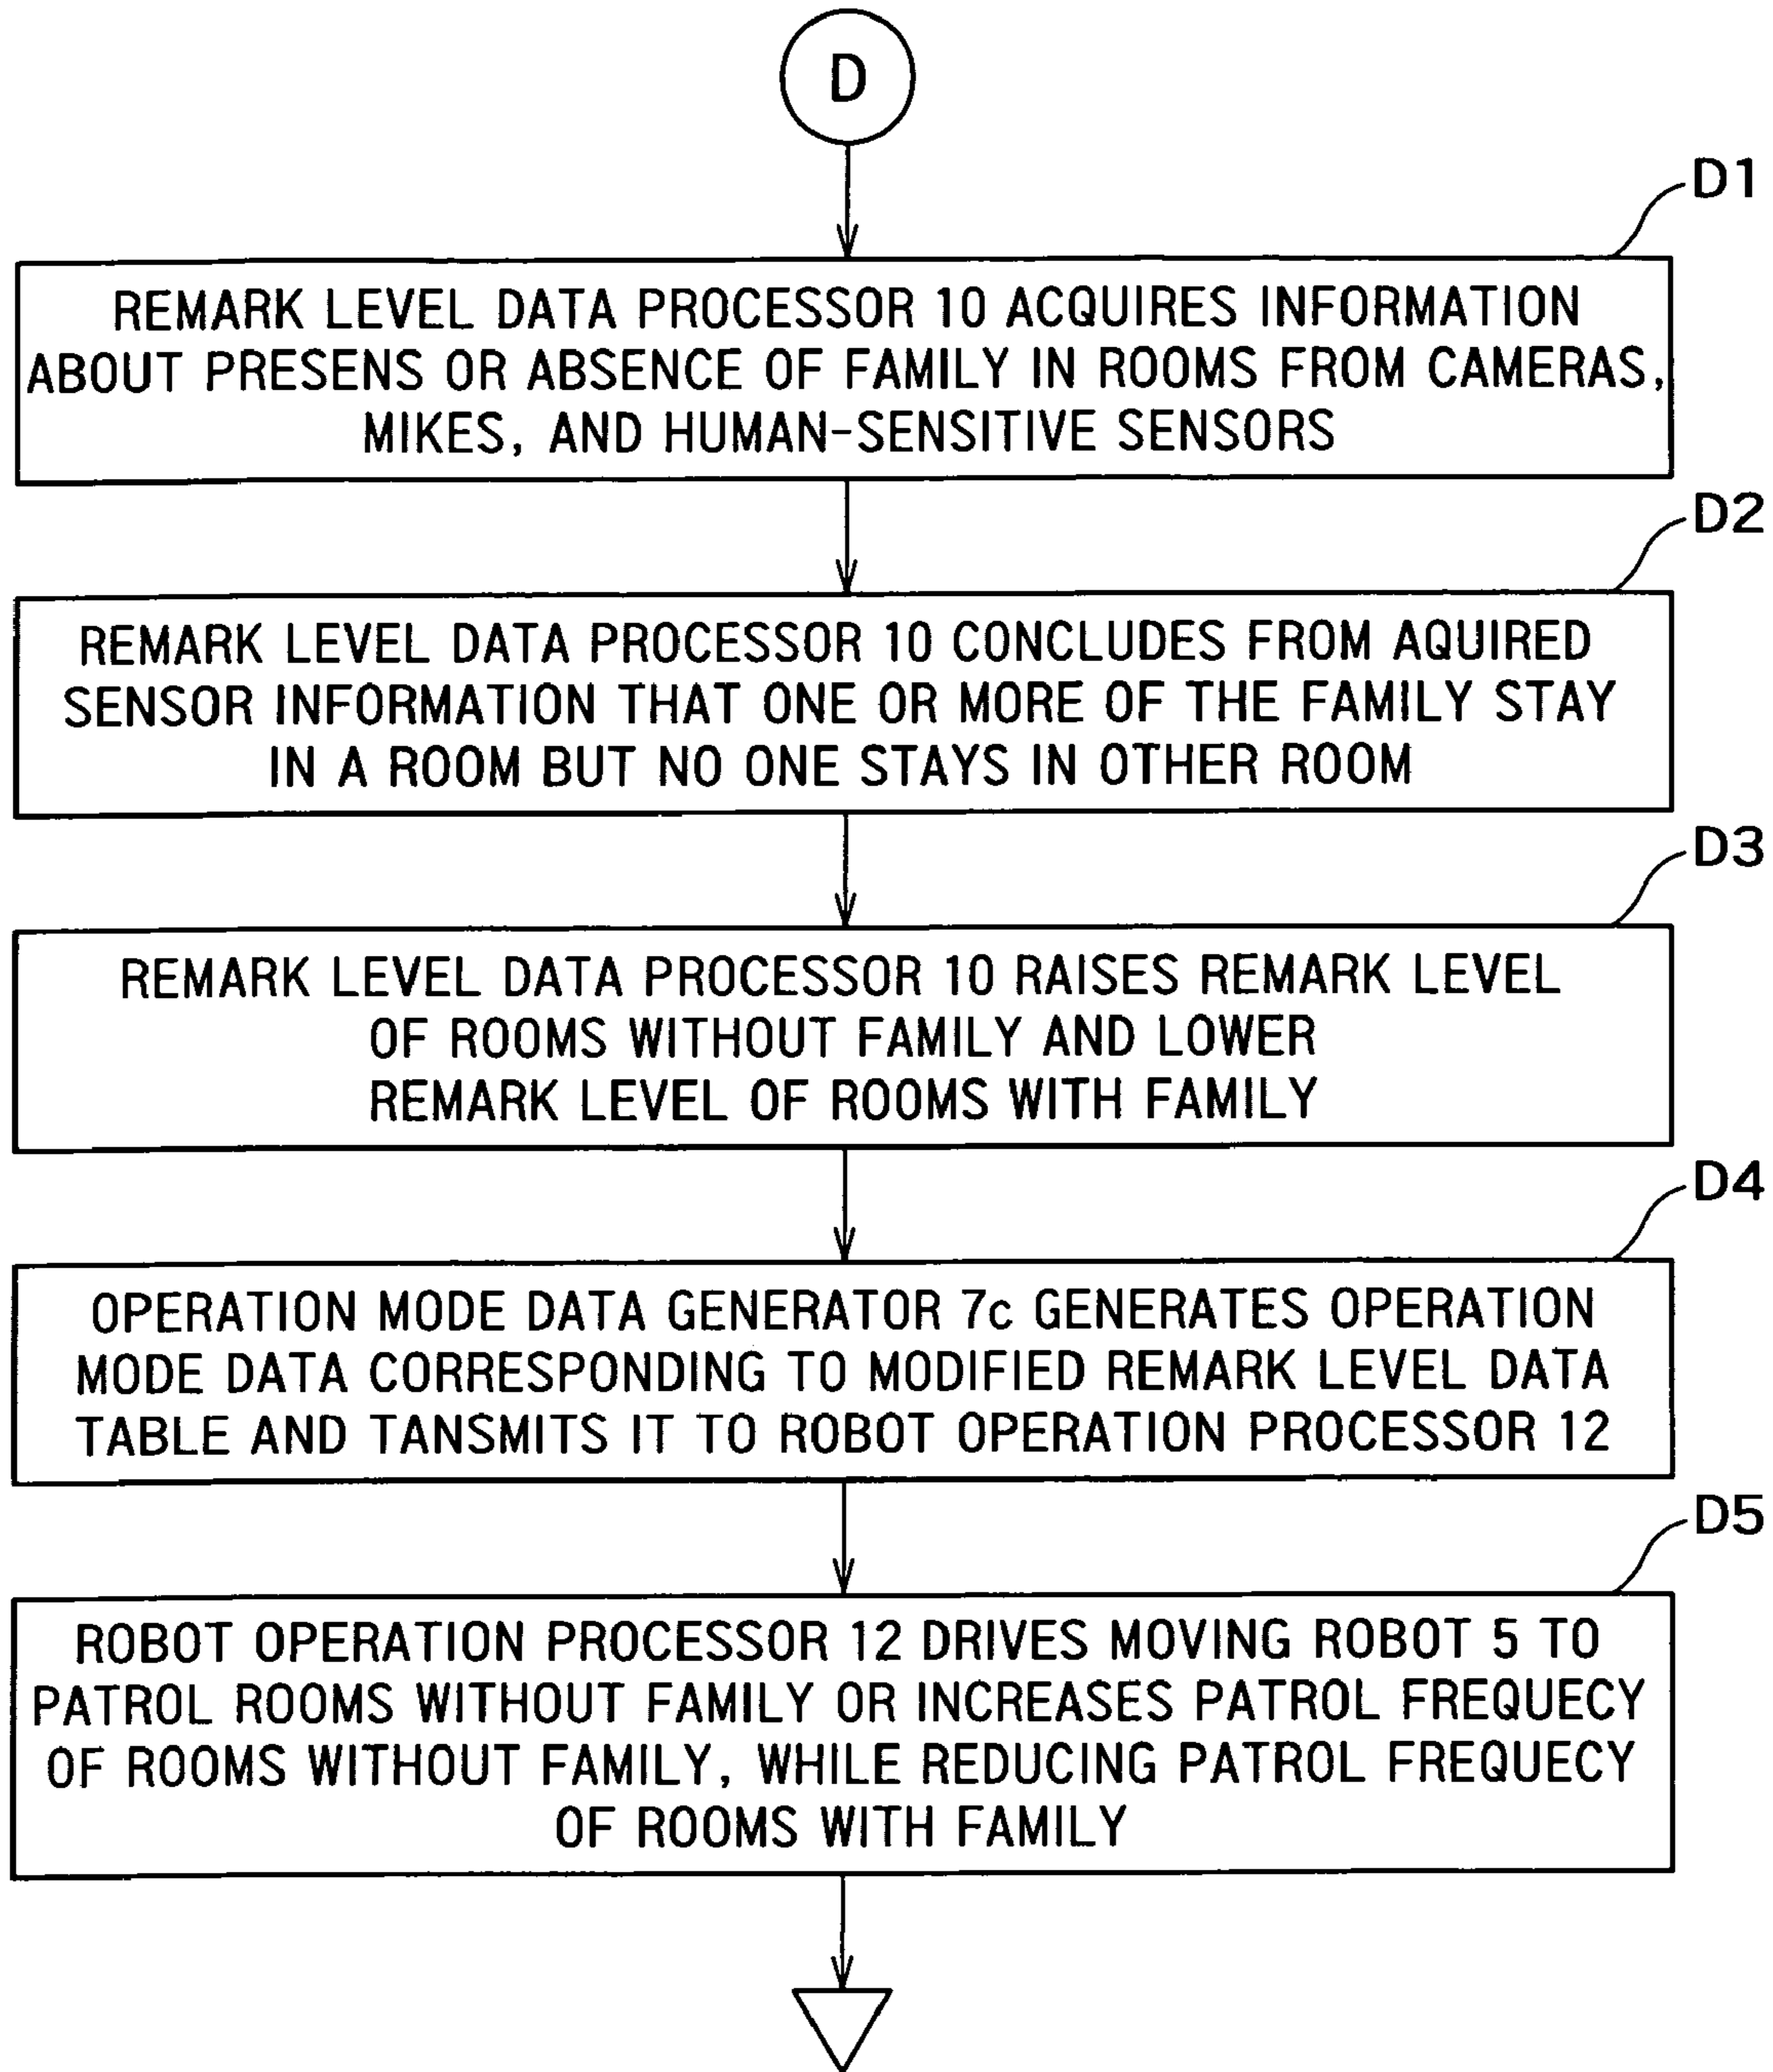 D
D1
REMARK LEVEL DATA PROCESSOR 10 ACQUIRES INFORMATION
ABOUT PRESENS OR ABSENCE OF FAMILY IN ROOMS FROM CAMERAS,
MIKES, AND HUMAN-SENSITIVE SENSORS
D2
REMARK LEVEL DATA PROCESSOR 10 CONCLUDES FROM AQUIRED
SENSOR INFORMATION THAT ONE OR MORE OF THE FAMILY STAY
IN A ROOM BUT NO ONE STAYS IN OTHER ROOM
D3
REMARK LEVEL DATA PROCESSOR 10 RAISES REMARK LEVEL
OF ROOMS WITHOUT FAMILY AND LOWER
REMARK LEVEL OF ROOMS WITH FAMILY
D4
OPERATION MODE DATA GENERATOR 7c GENERATES OPERATION
MODE DATA CORRESPONDING TO MODIFIED REMARK LEVEL DATA
TABLE AND TANSMITS IT TO ROBOT OPERATION PROCESSOR 12
D5
ROBOT OPERATION PROCESSOR 12 DRIVES MOVING ROBOT 5 TO
PATROL ROOMS WITHOUT FAMILY OR INCREASES PATROL FREQUECY
OF ROOMS WITHOUT FAMILY, WHILE REDUCING PATROL FREQUECY
OF ROOMS WITH FAMILY